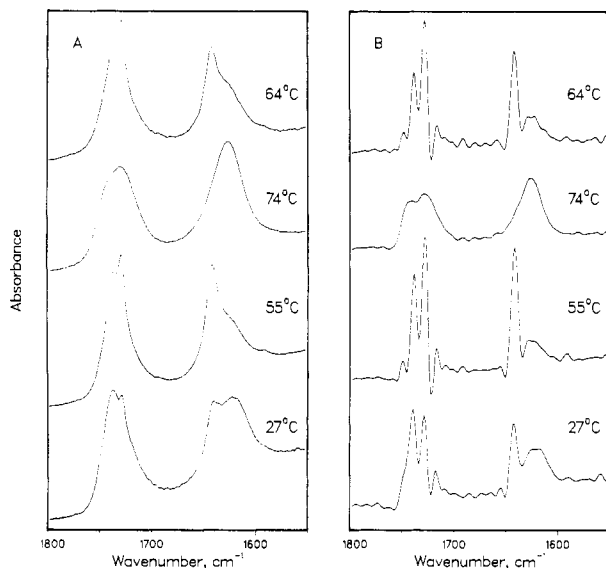 A
B
64°C
64°C
74°C
74°C
55°C
55°C
27°C
27°C
Absorbance
1800
1700
1600
1800
1700
1600
Wavenumber, cm⁻¹
Wavenumber, cm⁻¹